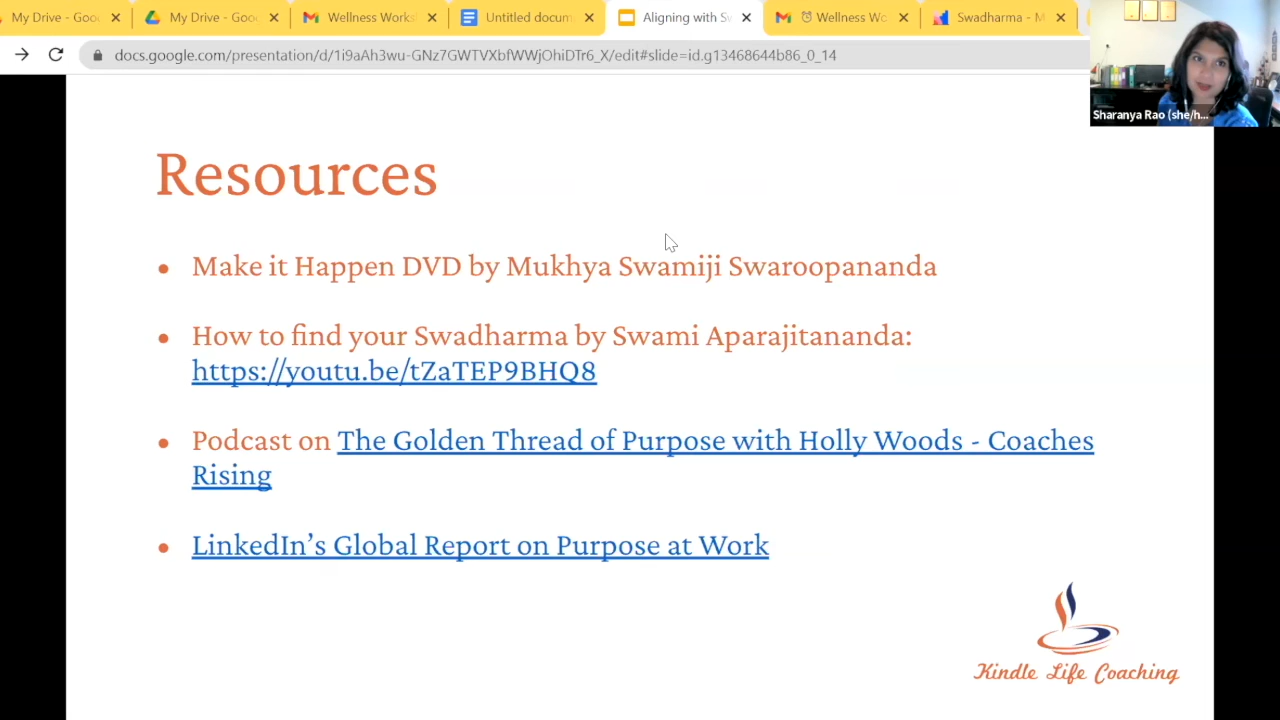 My Drive - Goo
My Drive - Goo
Wellness Works
Untitled docum
Aligning with Sw
Wellness Wo
Swadharma - M
docs.google.com/presentation/d/1i9aAh3wu-GNz7GWTVXbfWWjOhiDTr6_X/edit#slide=id.g13468644b86_0_14
Sharanya Rao (she/h...
Resources
• Make it Happen DVD by Mukhya Swamiji Swaroopananda
• How to find your Swadharma by Swami Aparajitananda:
https://youtu.be/tZaTEP9BHQ8
• Podcast on The Golden Thread of Purpose with Holly Woods - Coaches
Rising
• LinkedIn’s Global Report on Purpose at Work
Kindle Life Coaching